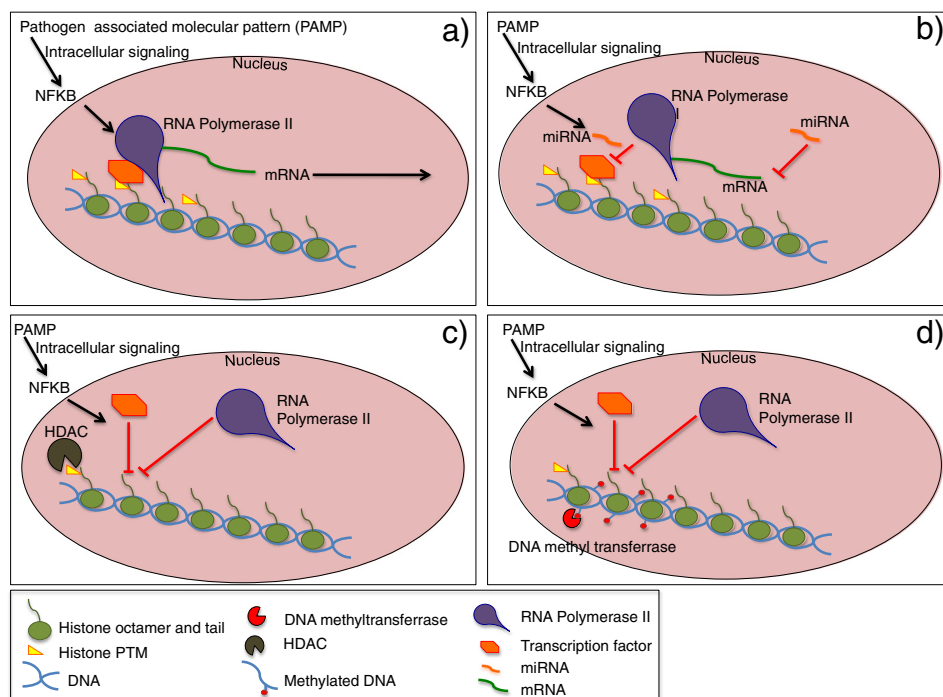 a)
Pathogen associated molecular pattern (PAMP)
Intracellular signaling
Nucleus
NFKB
RNA Polymerase II
mRNA
b)
PAMP
Intracellular signaling
Nucleus
NFKB
RNA Polymerase
I
miRNA
miRNA
mRNA
c)
PAMP
Intracellular signaling
Nucleus
NFKB
RNA
Polymerase II
HDAC
d)
PAMP
Intracellular signaling
Nucleus
NFKB
RNA
Polymerase II
DNA methyl transferrase
Histone octamer and tail
Histone PTM
DNA
DNA methyltransferrase
HDAC
Methylated DNA
RNA Polymerase II
Transcription factor
miRNA
mRNA